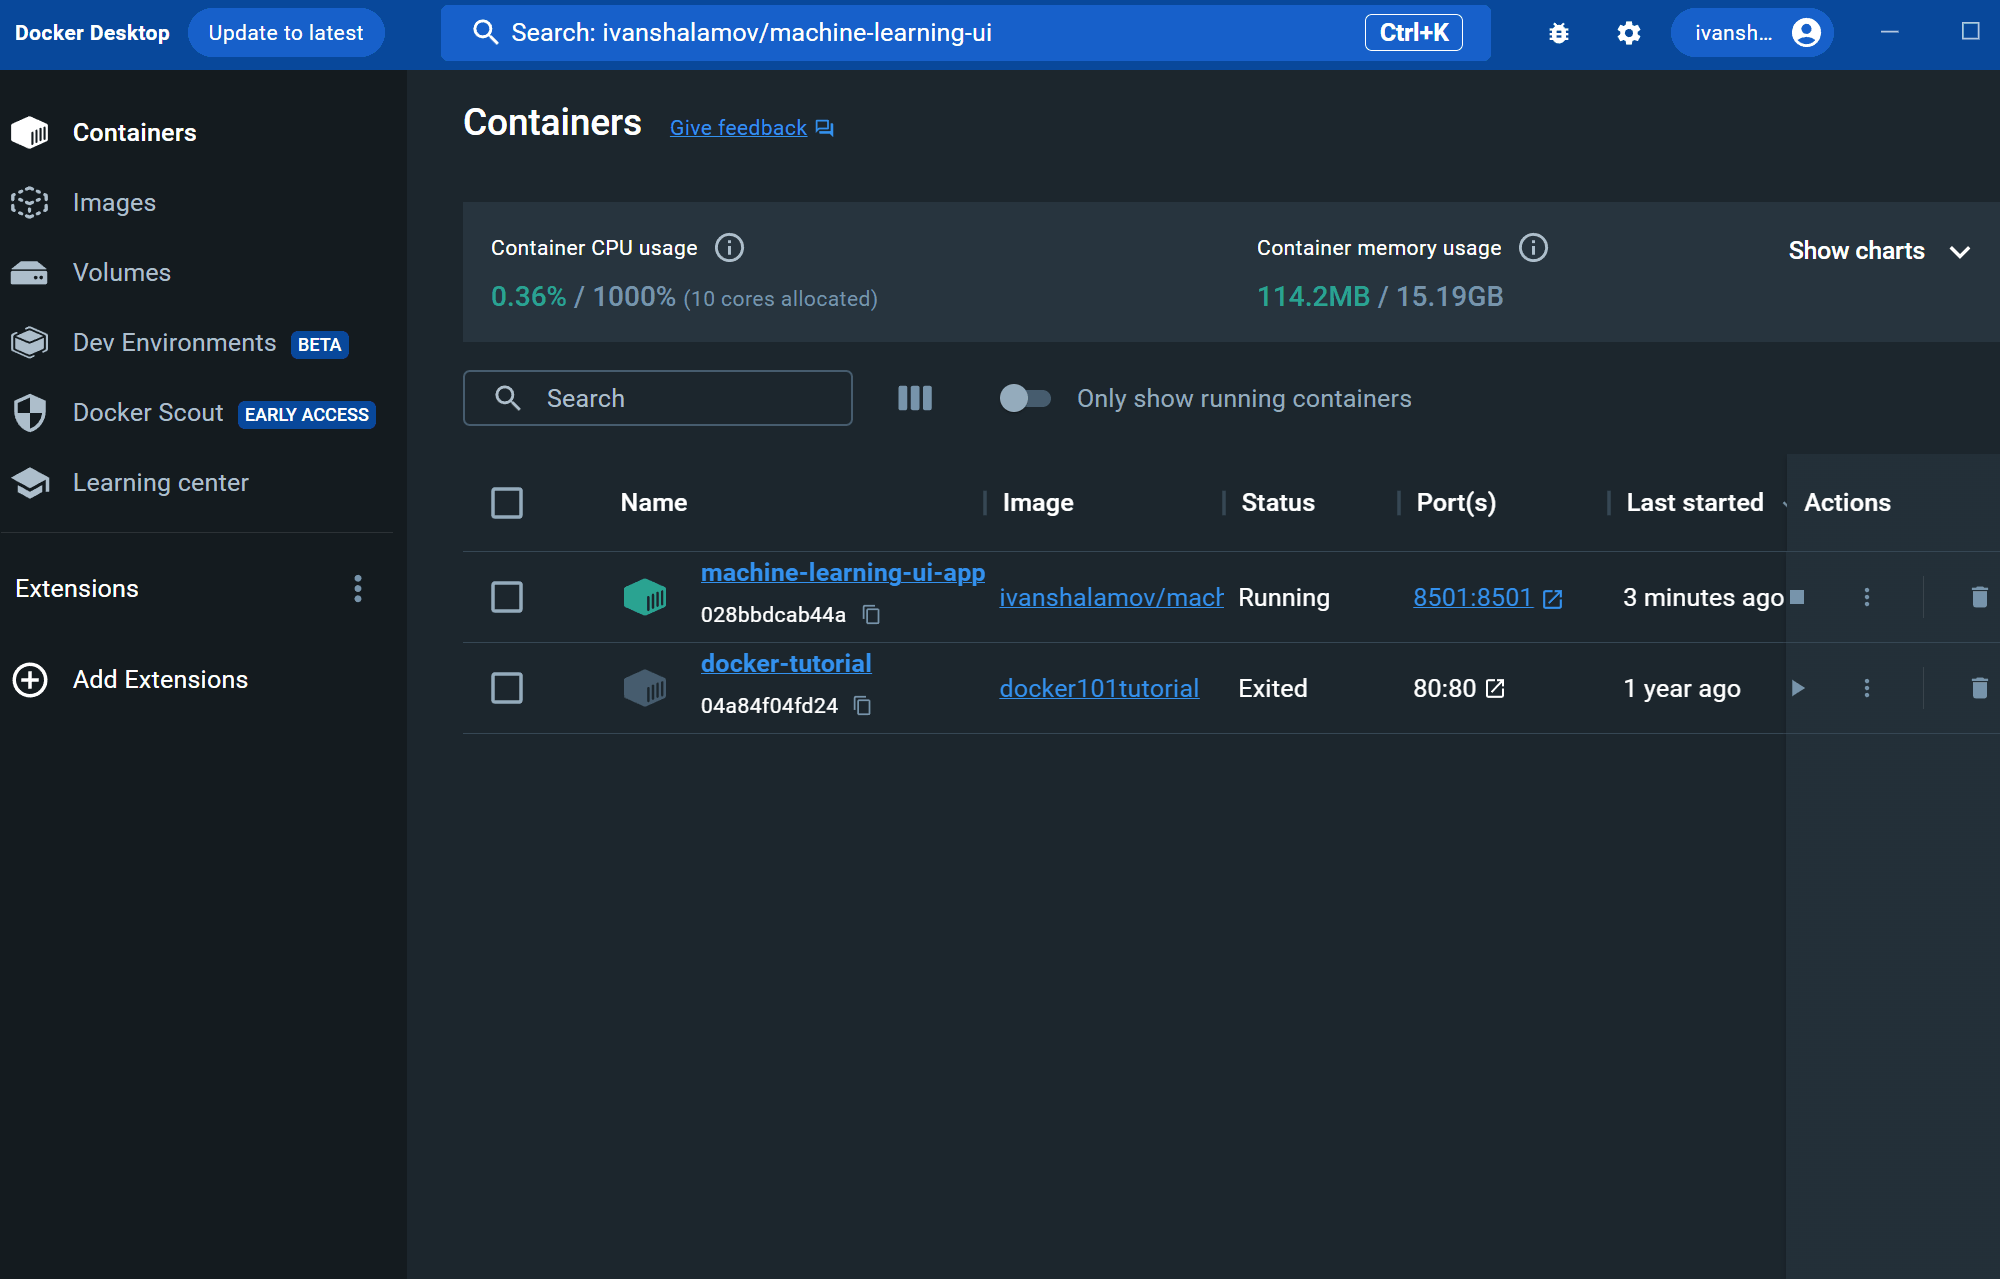 Docker Desktop
Update to latest
Search: ivanshalamov/machine-learning-ui
Ctrl+K
ivansh...
Containers
Images
Volumes
Dev Environments BETA
Docker Scout EARLY ACCESS
Learning center
Extensions
Add Extensions
Containers
Give feedback
Container CPU usage
0.36% / 1000% (10 cores allocated)
Container memory usage
114.2MB / 15.19GB
Show charts
Search
Only show running containers
Name Image Status Port(s) Last started Actions
machine-learning-ui-app
028bbdcab44a
ivanshalamov/mach Running 8501:8501 3 minutes ago
docker-tutorial
04a84f04fd24
docker101tutorial Exited 80:80 1 year ago